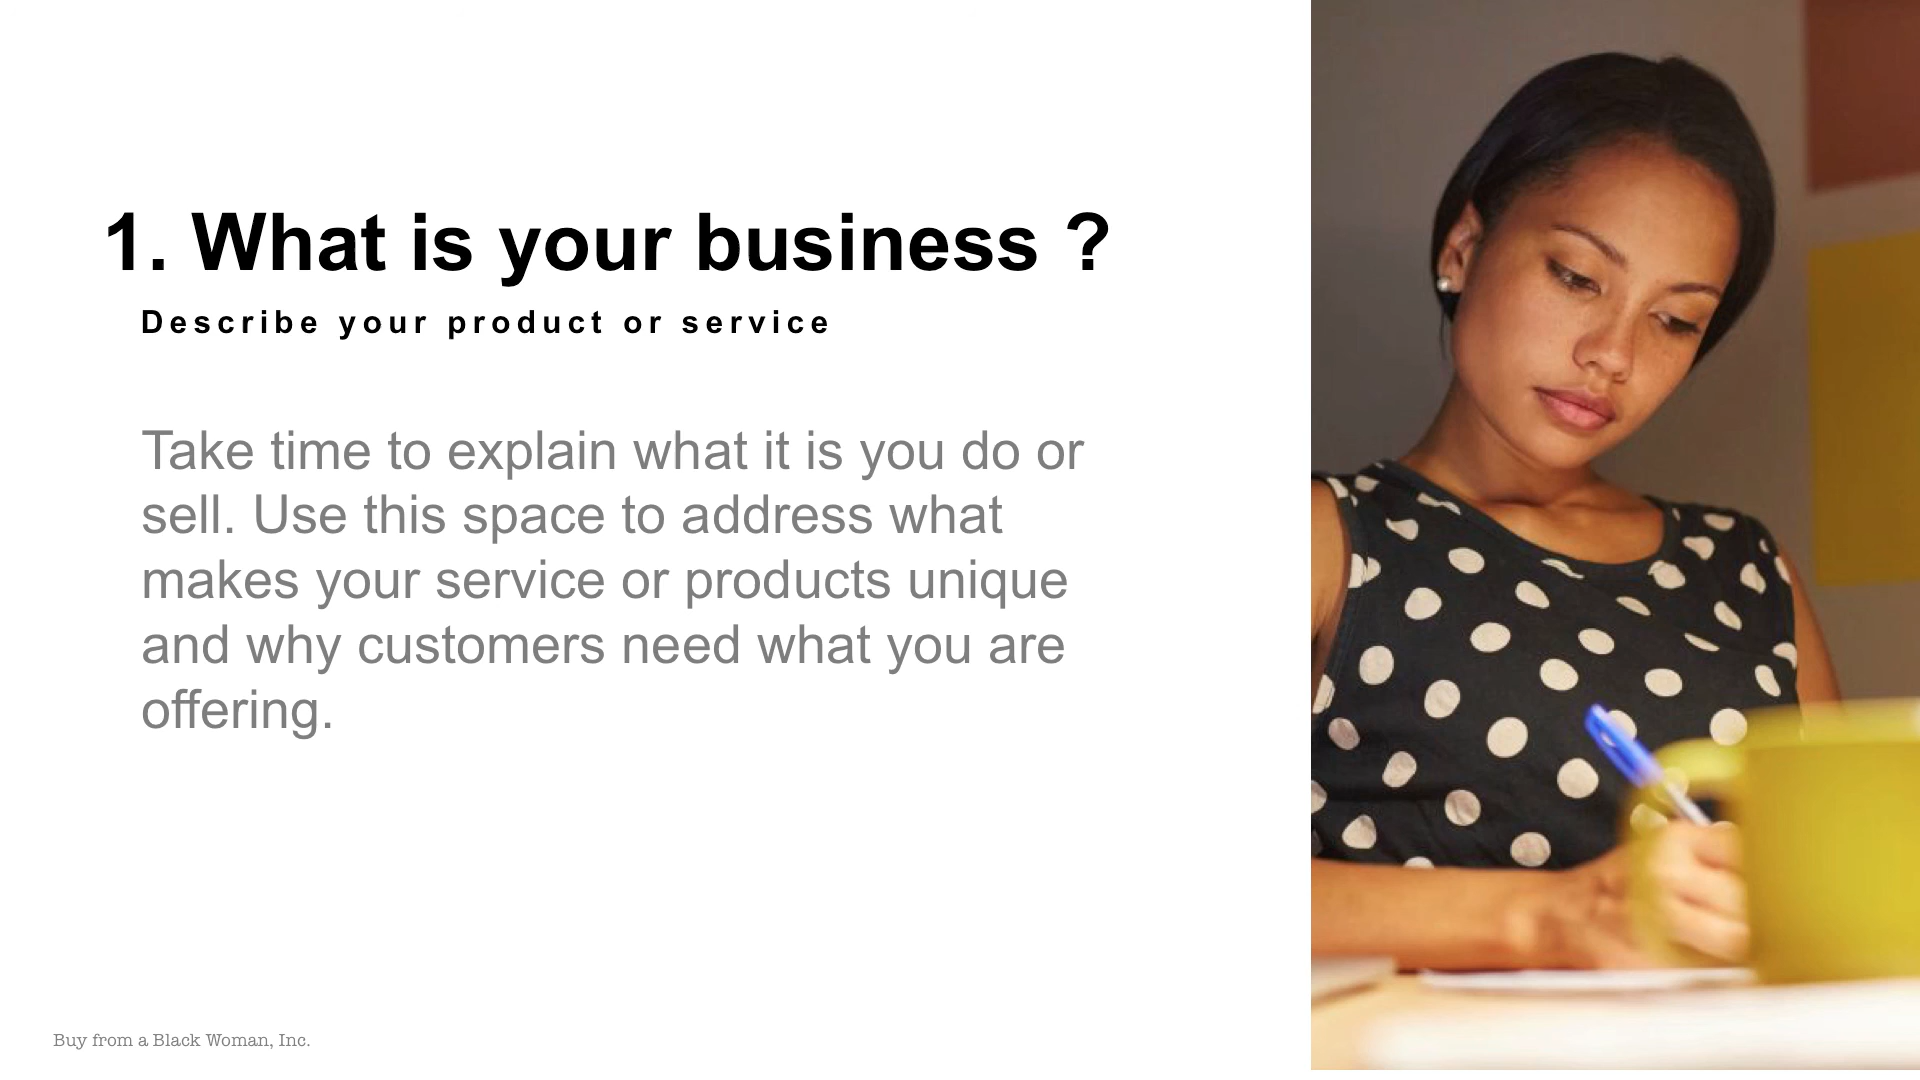 1. What is your business ?
Describe your product or service
Take time to explain what it is you do or
sell. Use this space to address what
makes your service or products unique
and why customers need what you are
offering.
Buy from a Black Woman, Inc.